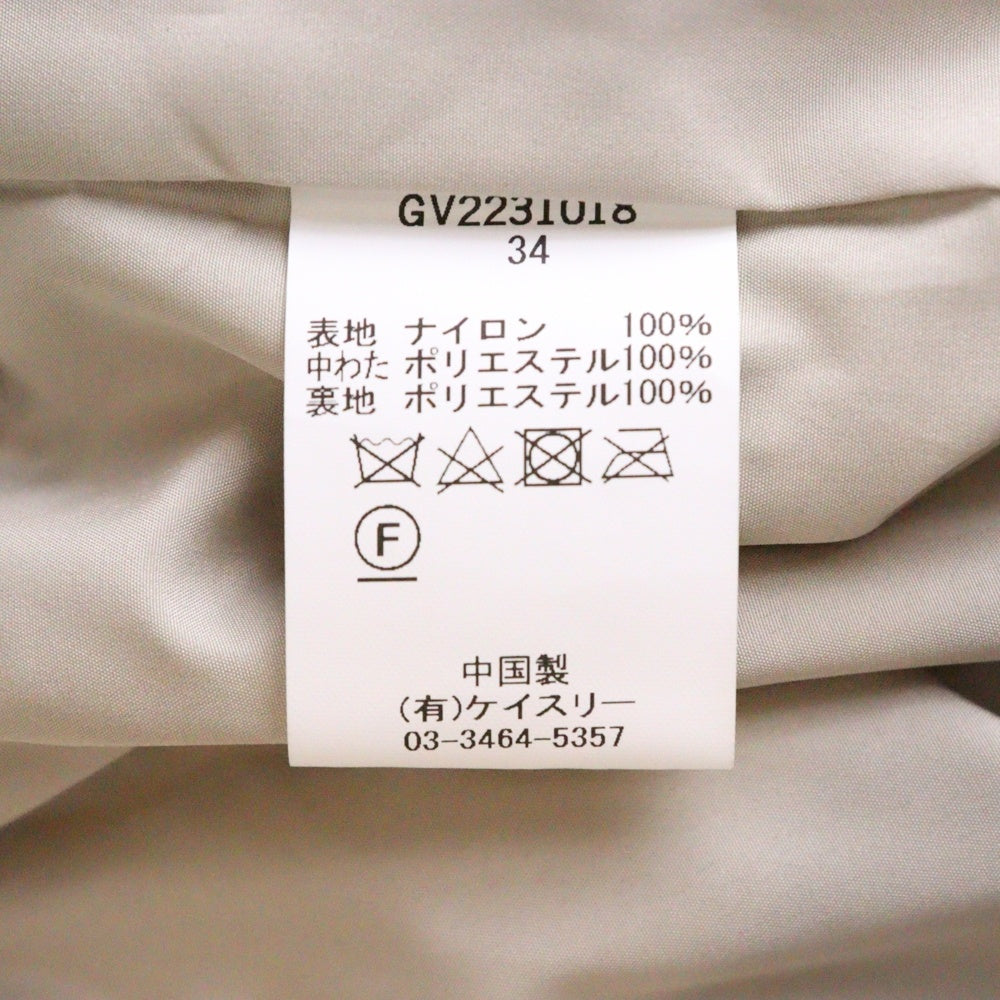 GV2231018
34
表地 ナイロン 100%
中わた ポリエステル100%
裏地 ポリエステル100%
F
中国製
(有)ケイスリー
03-3464-5357